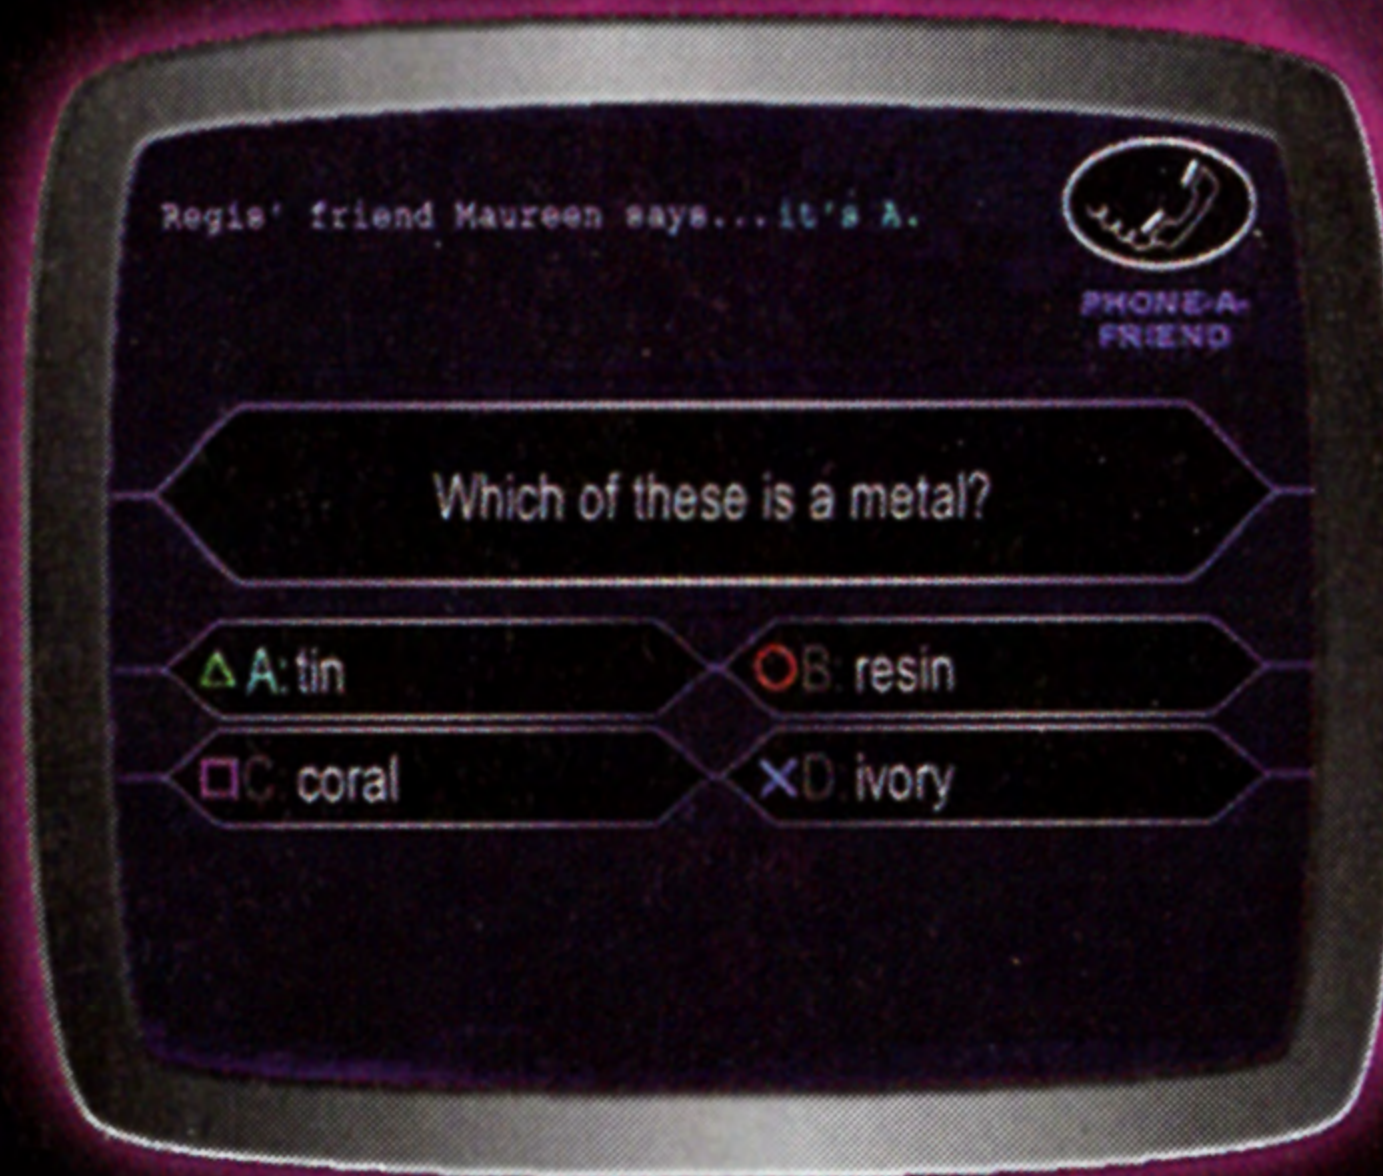 Regis' friend Maureen says...it's A.
PHONE-A-
FRIEND
Which of these is a metal?
A: tin
B: resin
C: coral
D: ivory